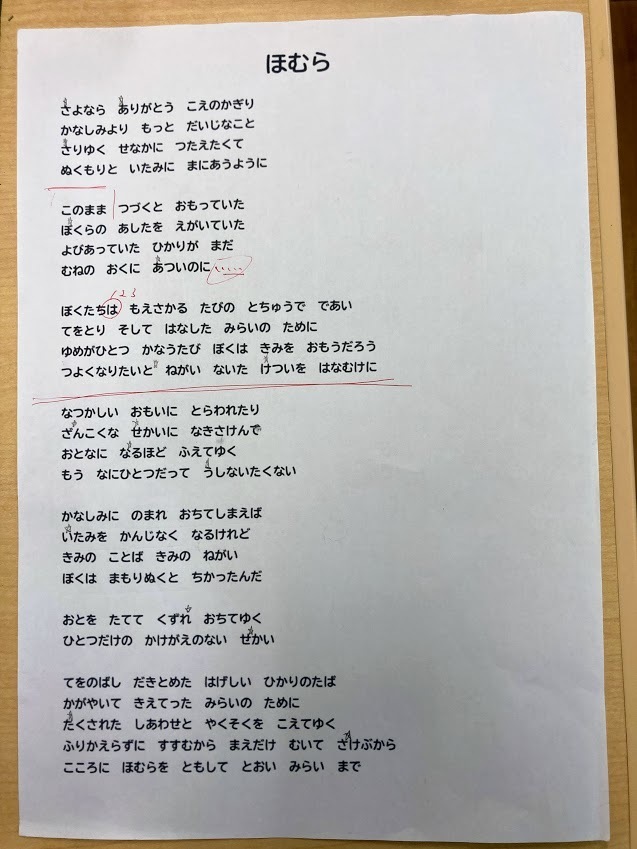 ほむら
さよなら　ありがとう　こえのかぎり
かなしみより　もっと　だいじなこと
さりゆく　せなかに　つたえたくて
ぬくもりと　いたみに　まにあうように
このまま　つづくと　おもっていた
ぼくらの　あしたを　えがいていた
よびあっていた　ひかりが　まだ
むねの　おくに　あついのに
1 2 3
ぼくたちは　もえさかる　たびの　とちゅうで　であい
てをとり　そして　はなした　みらいの　ために
ゆめがひとつ　かなうたび　ぼくは　きみを　おもうだろう
つよくなりたいと　ねがい　ないた　けついを　はなむけに
なつかしい　おもいに　とらわれたり
ざんこくな　せかいに　なきさけんで
おとなに　なるほど　ふえてゆく
もう　なにひとつだって　うしないたくない
かなしみに　のまれ　おちてしまえば
いたみを　かんじなく　なるけれど
きみの　ことば　きみの　ねがい
ぼくは　まもりぬくと　ちかったんだ
おとを　たてて　くずれ　おちてゆく
ひとつだけの　かけがえのない　せかい
てをのばし　だきとめた　はげしい　ひかりのたば
かがやいて　きえてった　みらいの　ために
たくされた　しあわせと　やくそくを　こえてゆく
ふりかえらずに　すすむから　まえだけ　むいて　さけぶから
こころに　ほむらを　ともして　とおい　みらい　まで